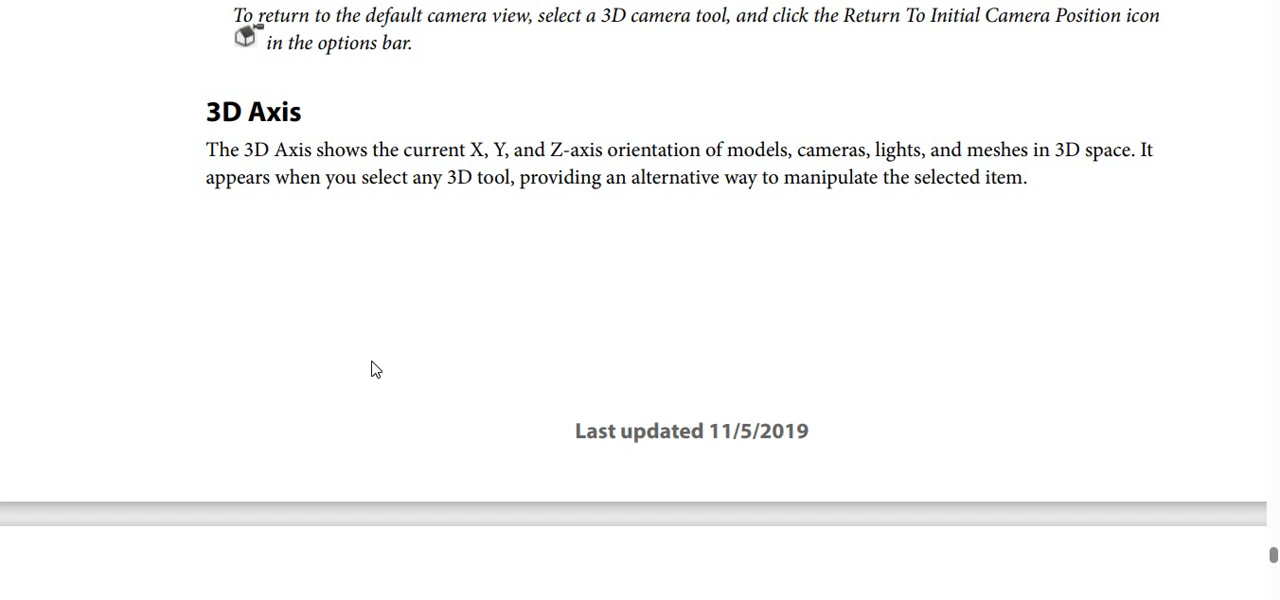 To return to the default camera view, select a 3D camera tool, and click the Return To Initial Camera Position icon
in the options bar.
3D Axis
The 3D Axis shows the current X, Y, and Z-axis orientation of models, cameras, lights, and meshes in 3D space. It
appears when you select any 3D tool, providing an alternative way to manipulate the selected item.
Last updated 11/5/2019